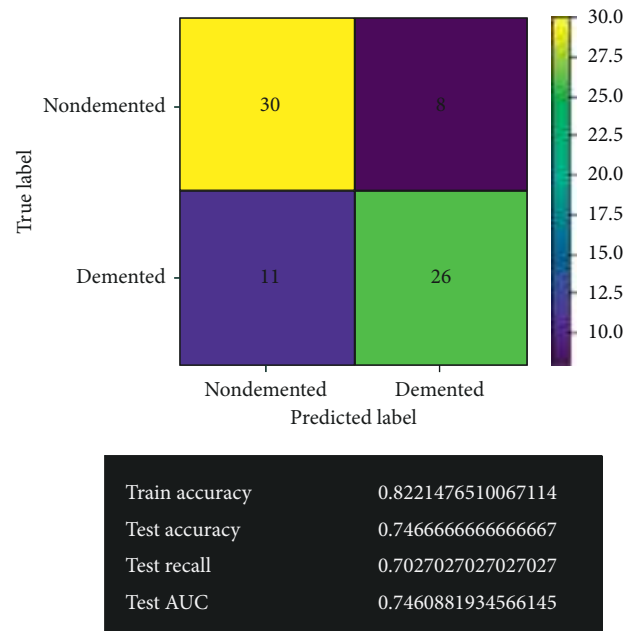 30.0
27.5
25.0
22.5
20.0
17.5
15.0
12.5
10.0
True label
Nondemented
30
8
Demented
11
26
Nondemented Demented
Predicted label
Train accuracy 0.8221476510067114
Test accuracy 0.7466666666666667
Test recall 0.7027027027027027
Test AUC 0.7460881934566145